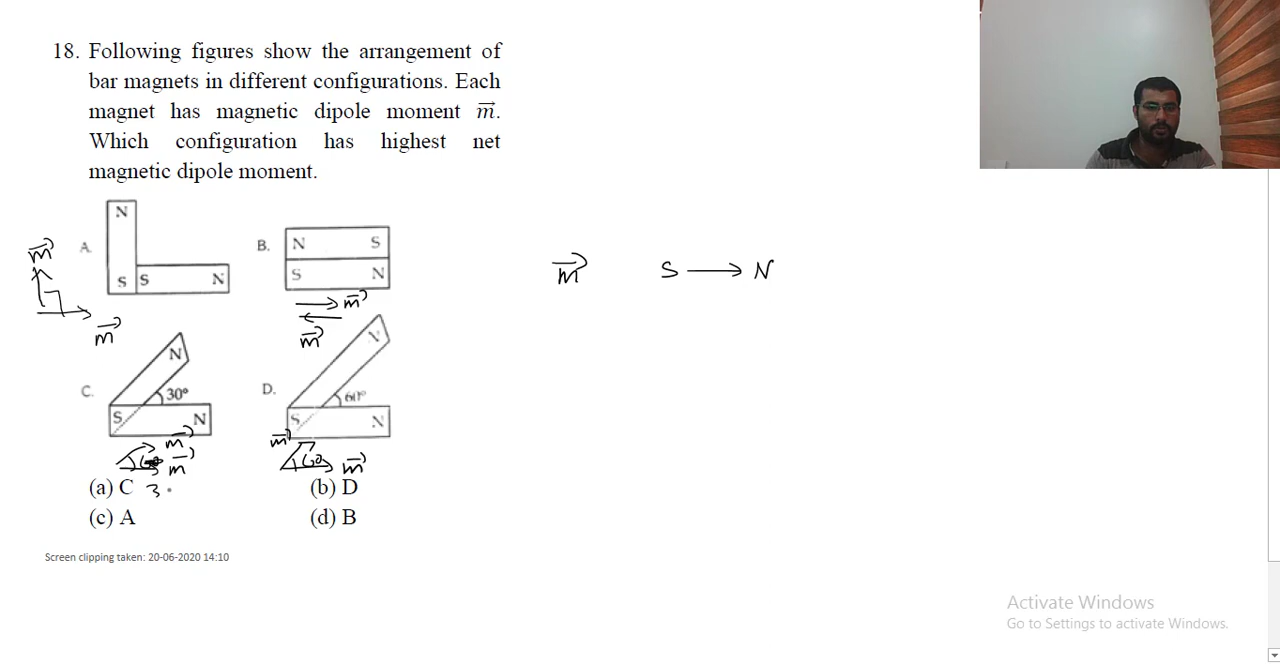 18. Following figures show the arrangement of
bar magnets in different configurations. Each
magnet has magnetic dipole moment m⃗.
Which configuration has highest net
magnetic dipole moment.
A.
N
S S N
m⃗
m⃗
B.
N S
S N
m⃗
m⃗
m⃗ S → N
C.
N
30°
S N
m⃗
m⃗
D.
60°
S N
m⃗
60
m⃗
(a) C 3
(b) D
(c) A
(d) B
Screen clipping taken: 20-06-2020 14:10
Activate Windows
Go to Settings to activate Windows.